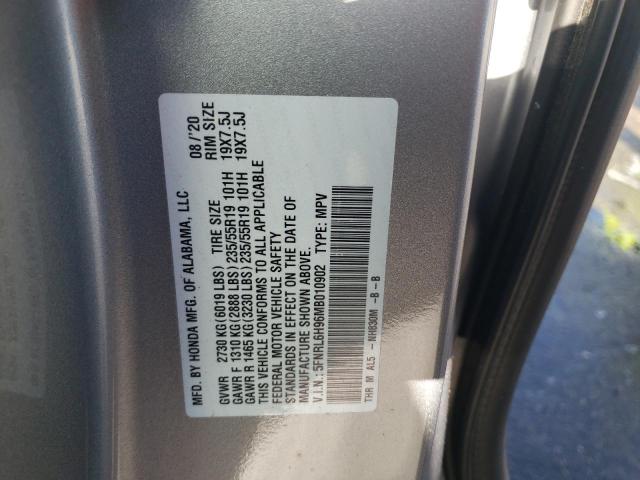 MFD. BY HONDA MFG. OF ALABAMA, LLC 08/'20
GVWR 2730 KG(6019 LBS) TIRE SIZE RIM SIZE
GAWR F 1310 KG(2888 LBS) 235/55R19 101H 19X7.5J
GAWR R 1465 KG(3230 LBS) 235/55R19 101H 19X7.5J
THIS VEHICLE CONFORMS TO ALL APPLICABLE
FEDERAL MOTOR VEHICLE SAFETY
STANDARDS IN EFFECT ON THE DATE OF
MANUFACTURE SHOWN ABOVE.
V.I.N.: 5FNRL6H96MB010902 TYPE: MPV
THR M AL5 - NH830M -B-B